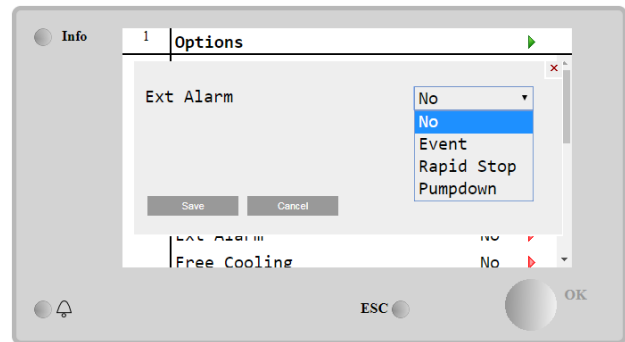 Info
1 Options
×
Ext Alarm No
No
Event
Rapid Stop
Pumpdown
Save Cancel
Ext Alarm No
Free Cooling No
ESC
OK